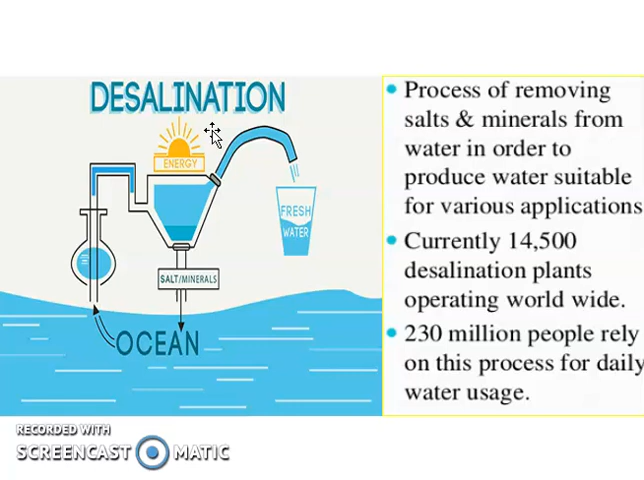 DESALINATION
ENERGY
FRESH
WATER
SALT/MINERALS
OCEAN
• Process of removing
salts & minerals from
water in order to
produce water suitable
for various applications
• Currently 14,500
desalination plants
operating world wide.
• 230 million people rely
on this process for daily
water usage.
RECORDED WITH
SCREENCAST MATIC